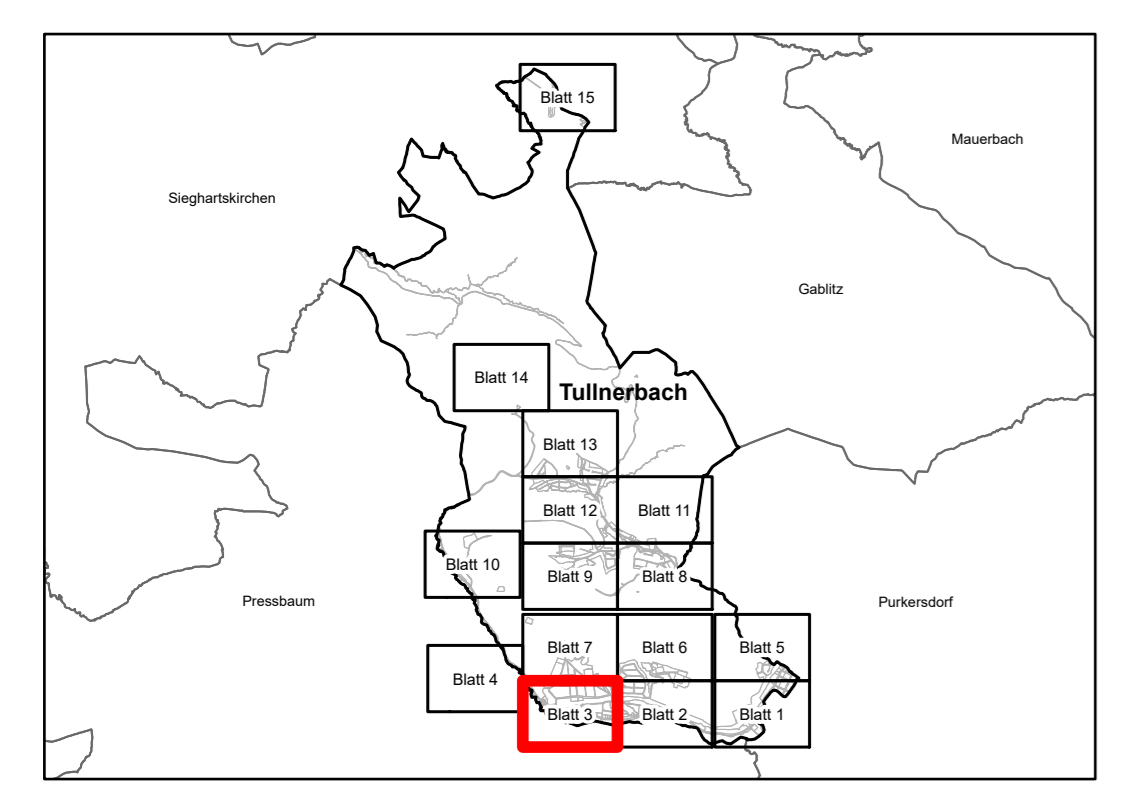 Blatt 15
Mauerbach
Sieghartskirchen
Gablitz
Blatt 14
Tullnerbach
Blatt 13
Blatt 12
Blatt 11
Blatt 10
Blatt 9
Blatt 8
Pressbaum
Purkersdorf
Blatt 7
Blatt 6
Blatt 5
Blatt 4
Blatt 3
Blatt 2
Blatt 1